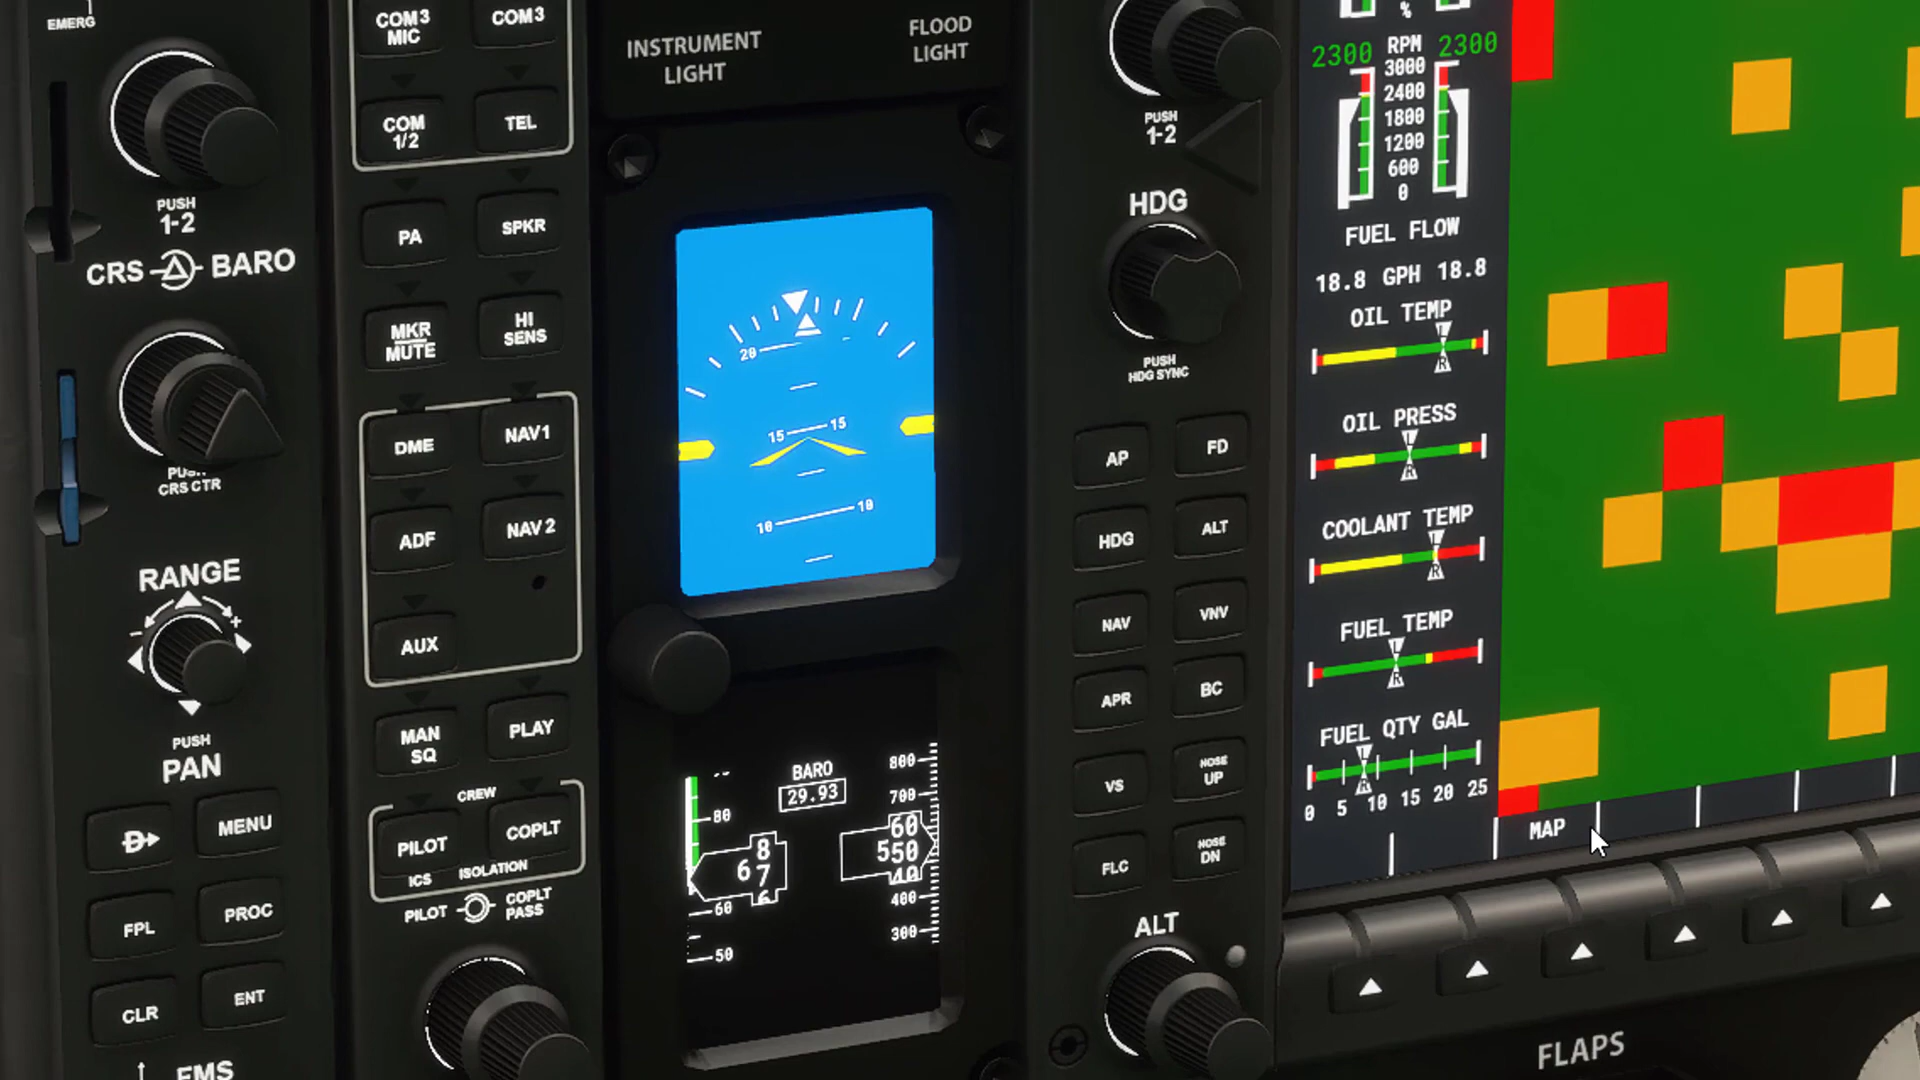 EMERG
PUSH
1-2
CRS BARO
PUSH
CRS CTR
RANGE
- +
PUSH
PAN
D
MENU
FPL
PROC
CLR
ENT
FMS
COM3
MIC
COM3
COM
1/2
TEL
PA
SPKR
MKR
MUTE
HI
SENS
DME
NAV1
ADF
NAV2
AUX
MAN
SQ
PLAY
CREW
PILOT
COPLT
ICS ISOLATION
PILOT
COPLT
PASS
INSTRUMENT
LIGHT
FLOOD
LIGHT
20
15 15
10 10
BARO
29.93
80
8
6 7
6
60
50
800
700
60
550
40
400
300
PUSH
1-2
HDG
PUSH
HDG SYNC
AP
FD
HDG
ALT
NAV
VNV
APR
BC
VS
NOSE
UP
FLC
NOSE
DN
ALT
%
2300 RPM 2300
3000
2400
1800
1200
600
0
FUEL FLOW
18.8 GPH 18.8
OIL TEMP
L
R
OIL PRESS
L
R
COOLANT TEMP
L
R
FUEL TEMP
L
R
FUEL QTY GAL
L
R
0 5 10 15 20 25
MAP
FLAPS